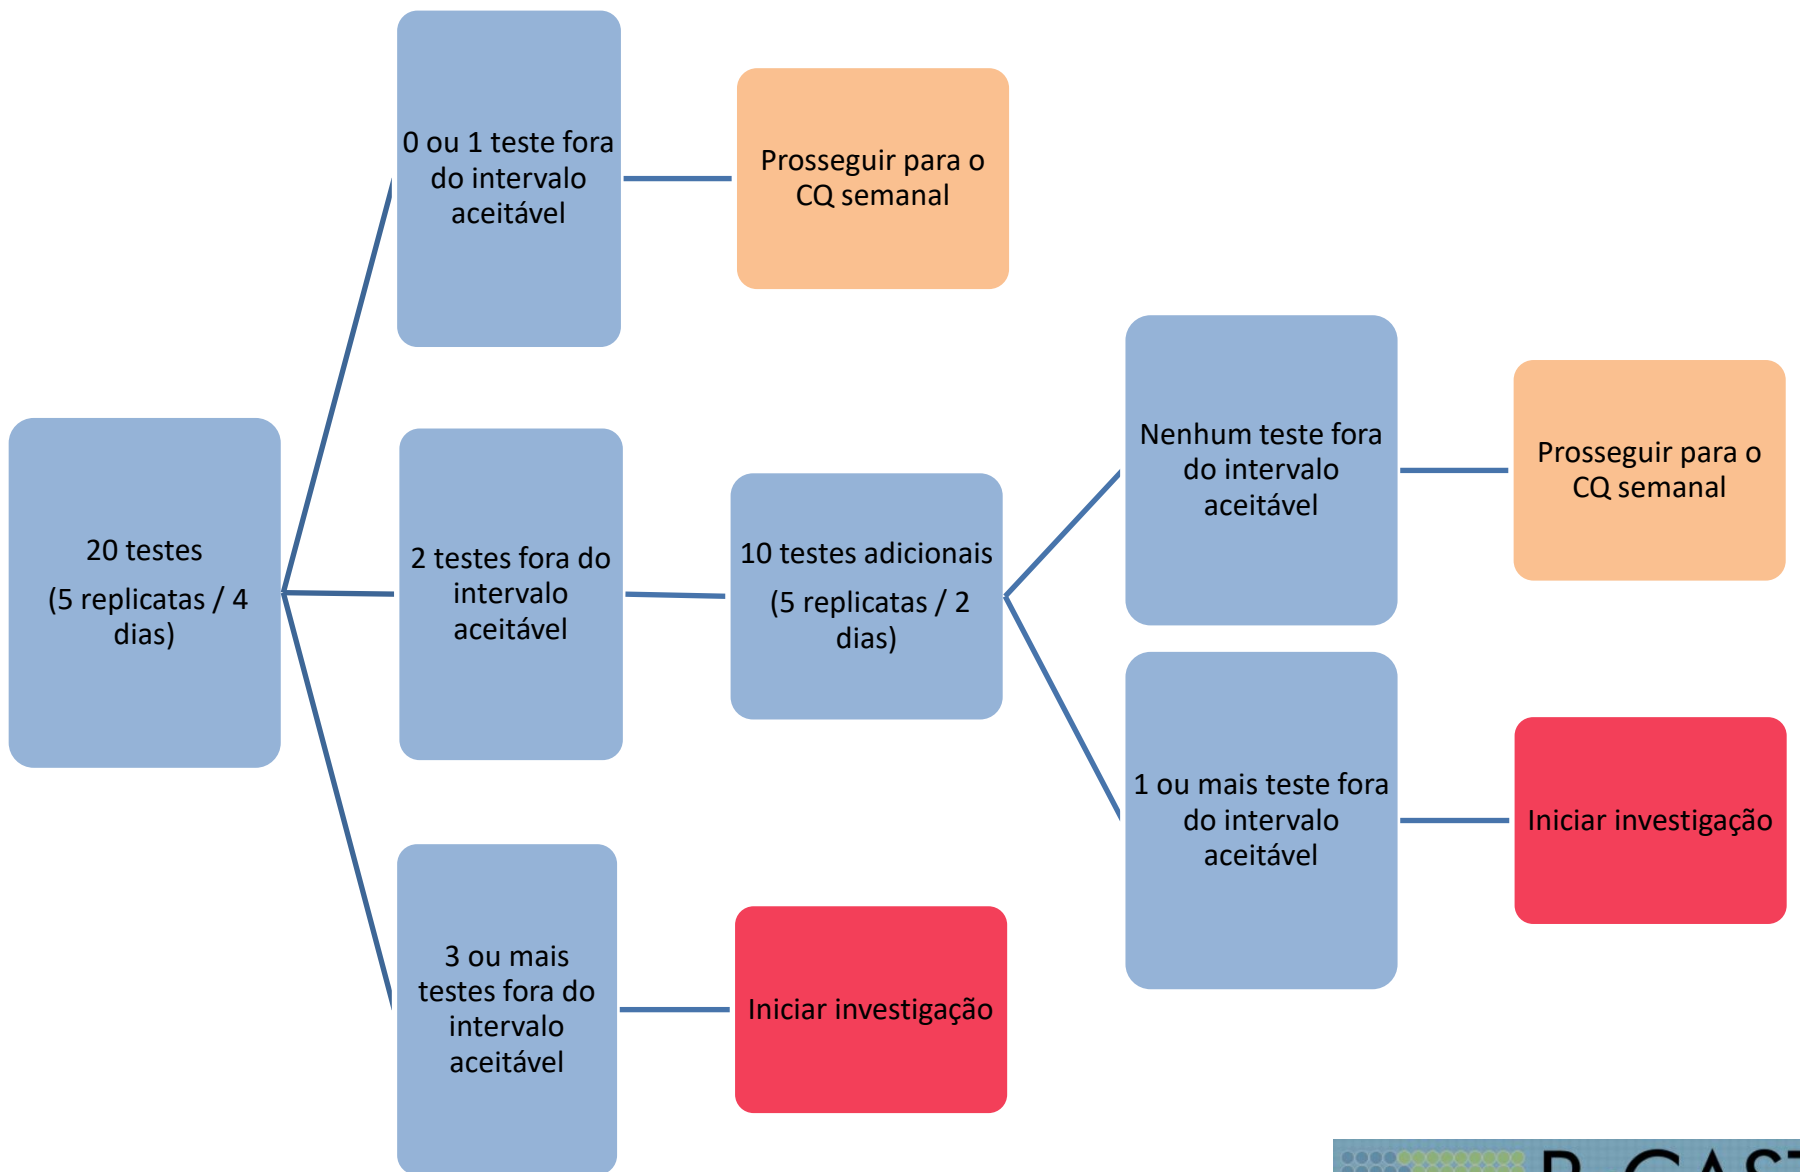 0 ou 1 teste fora
do intervalo
aceitável
Prosseguir para o
CQ semanal
20 testes
(5 replicatas / 4
dias)
2 testes fora do
intervalo
aceitável
10 testes adicionais
(5 replicatas / 2
dias)
Nenhum teste fora
do intervalo
aceitável
Prosseguir para o
CQ semanal
1 ou mais teste fora
do intervalo
aceitável
Iniciar investigação
3 ou mais
testes fora do
intervalo
aceitável
Iniciar investigação